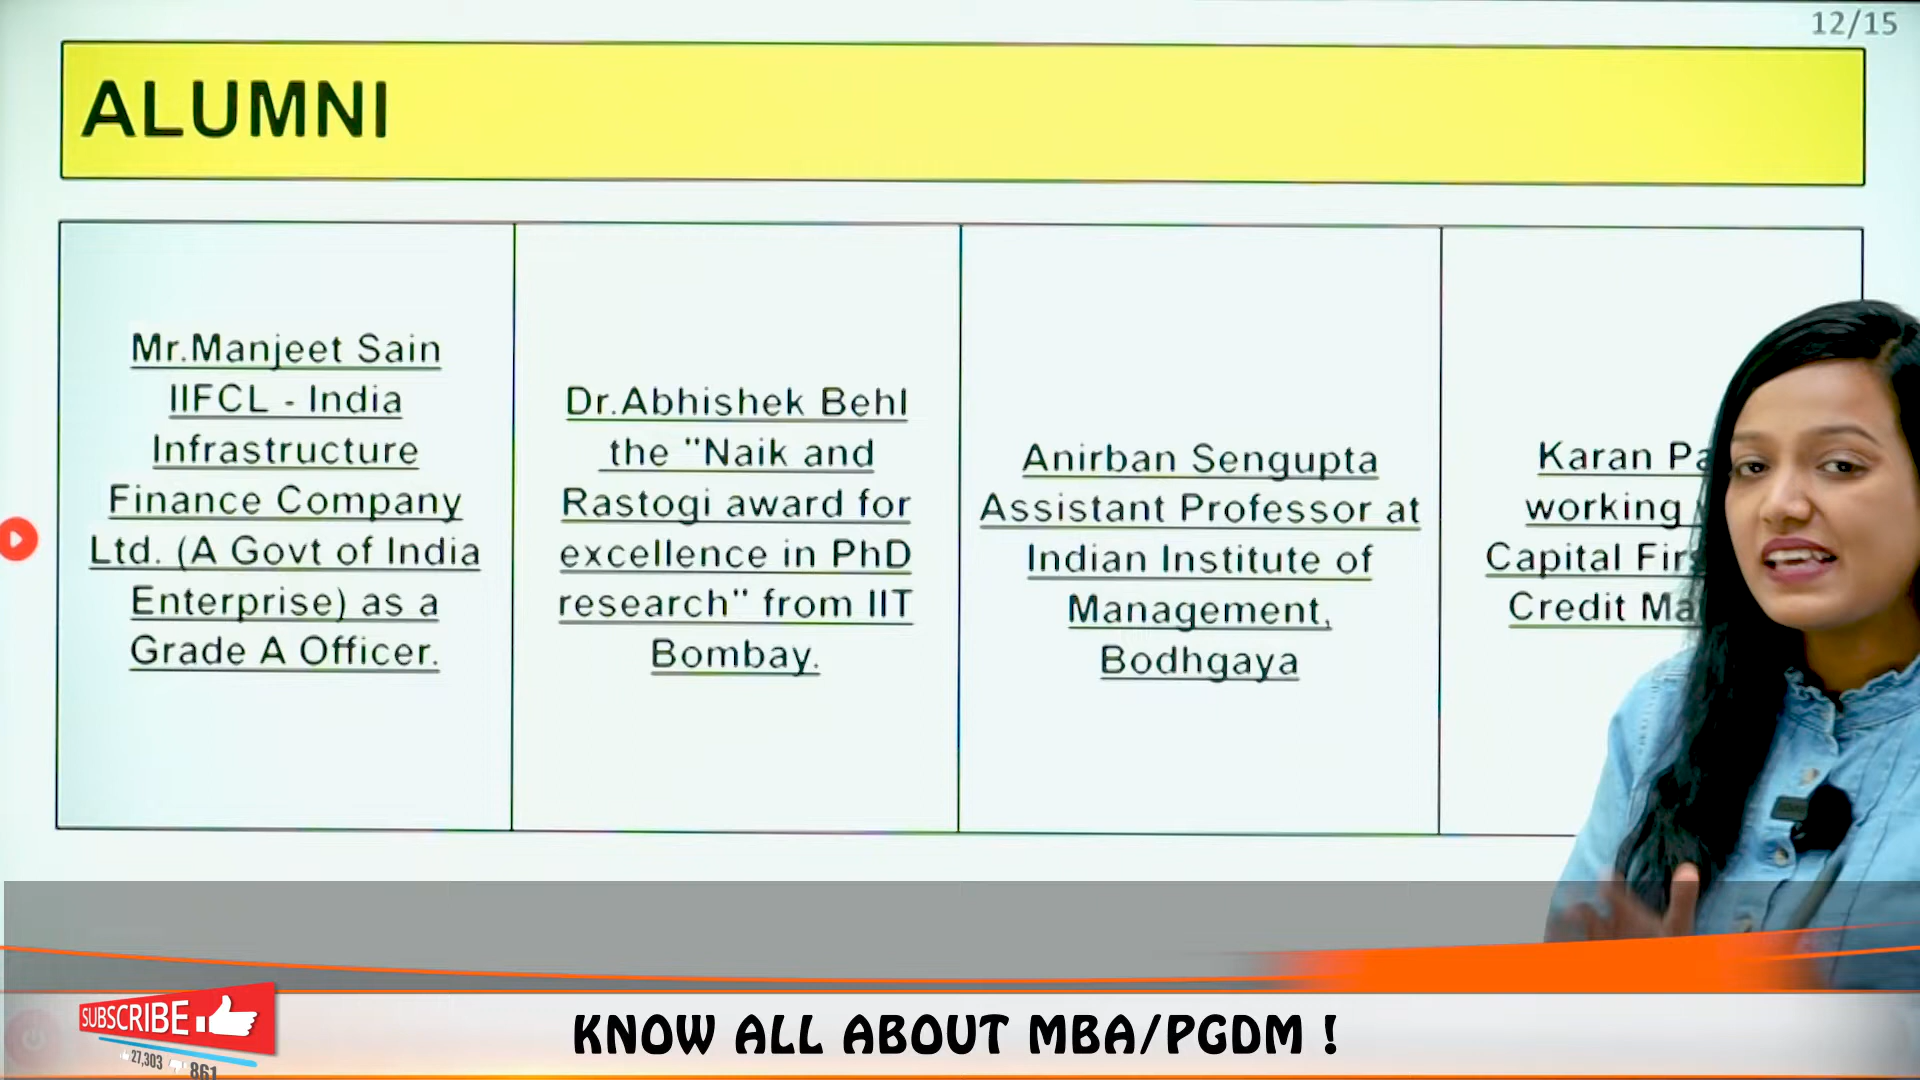 12/15
ALUMNI
Mr.Manjeet Sain
IIFCL - India
Infrastructure
Finance Company
Ltd. (A Govt of India
Enterprise) as a
Grade A Officer.
Dr.Abhishek Behl
the "Naik and
Rastogi award for
excellence in PhD
research" from IIT
Bombay.
Anirban Sengupta
Assistant Professor at
Indian Institute of
Management,
Bodhgaya
Karan
working
Capital
Credit
SUBSCRIBE
27,303
861
KNOW ALL ABOUT MBA/PGDM !